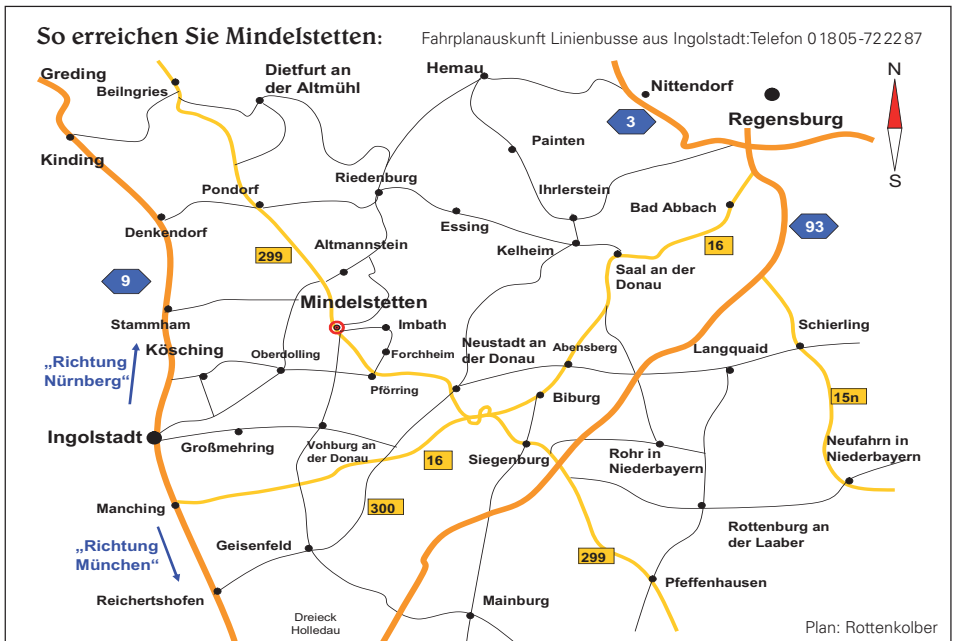 So erreichen Sie Mindelstetten:
Fahrplanauskunft Linienbusse aus Ingolstadt:Telefon 01805-722287
Greding
Beilngries
Dietfurt an
der Altmühl
Hemau
Nittendorf
Regensburg
N
S
3
Kinding
Painten
Pondorf
Riedenburg
Ihrlerstein
Bad Abbach
Denkendorf
Essing
Altmannstein
Kelheim
16
93
299
Saal an der
Donau
9
Mindelstetten
Stammham
Imbath
Schierling
„Richtung
Nürnberg“
Kösching
Oberdolling
Forchheim
Neustadt an
der Donau
Abensberg
Langquaid
Pförring
Biburg
15n
Ingolstadt
Großmehring
Vohburg an
der Donau
16
Siegenburg
Rohr in
Niederbayern
Neufahrn in
Niederbayern
Manching
300
„Richtung
München“
Geisenfeld
Rottenburg an
der Laaber
299
Pfeffenhausen
Reichertshofen
Mainburg
Dreieck
Holledau
Plan: Rottenkolber